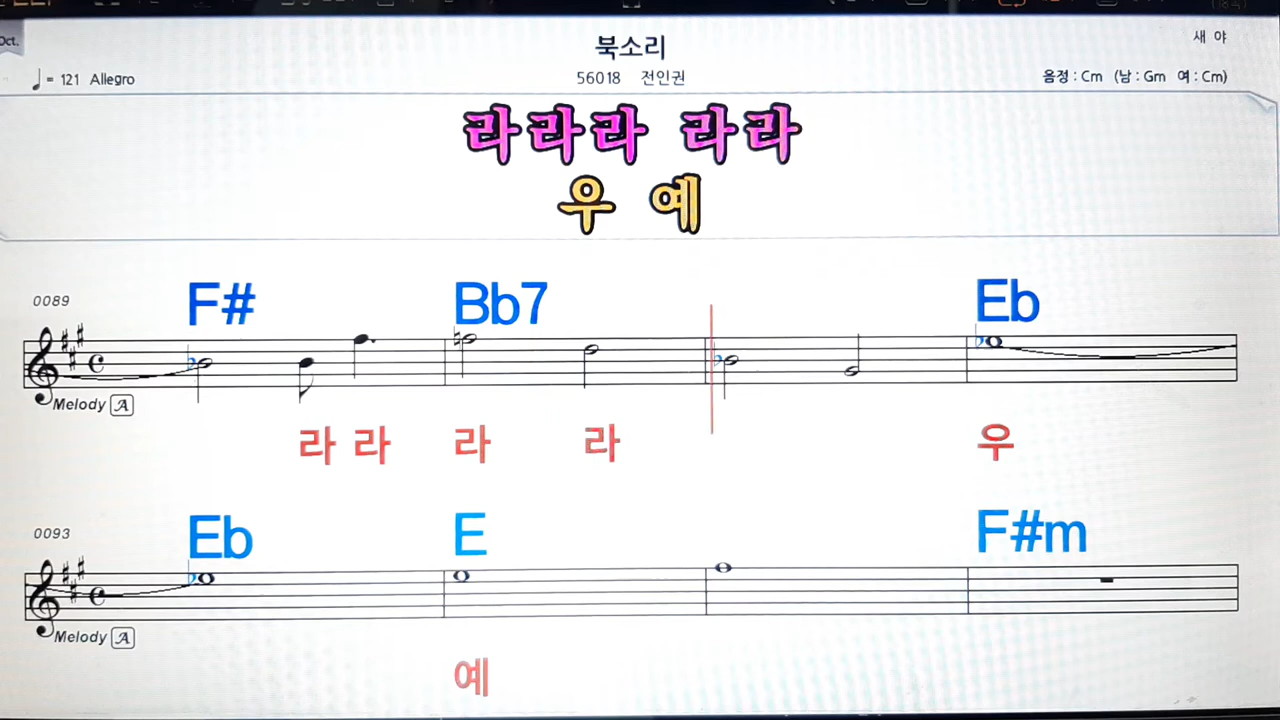 Oct.
북소리
새 야
= 121 Allegro
56018 전인권
음정 : Cm (남 : Gm 여 : Cm)
라라라 라라
우 예
0089
F# Bb7 Eb
Melody A
라 라 라 라 우
0093
Eb E F#m
Melody A
예